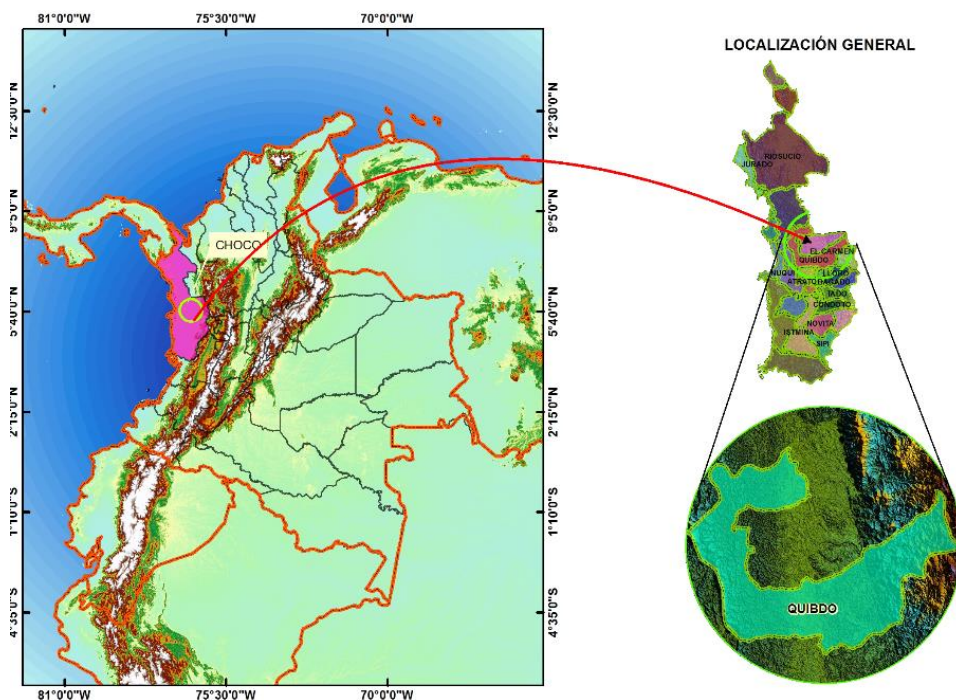 81°0'0"W 75°30'0"W 70°0'0"W
LOCALIZACIÓN GENERAL
12°30'0"N 12°30'0"N
RIOSUCIO
JURADO
9°5'0"N 9°5'0"N
CHOCO
EL CARMEN
QUIBDO
NUQUI LLORO
ATRATO BAGADO
TADO
CONDOTO
5°40'0"N 5°40'0"N
NOVITA
ISTMINA
SIPI
2°15'0"N 2°15'0"N
1°10'0"S 1°10'0"S
QUIBDO
4°35'0"S 4°35'0"S
81°0'0"W 75°30'0"W 70°0'0"W